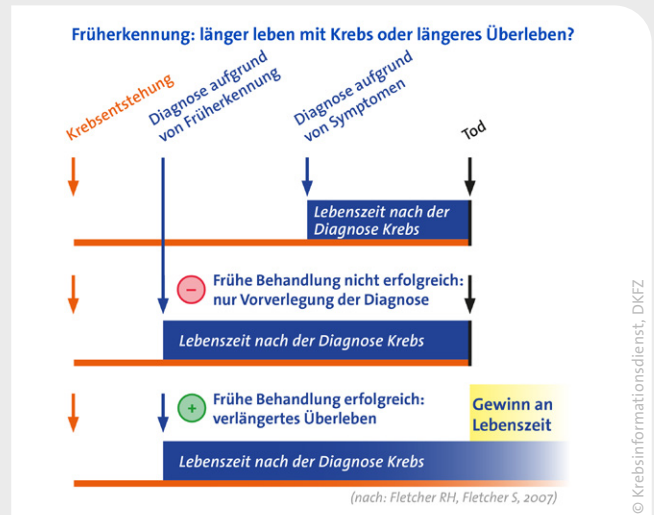 Früherkennung: länger leben mit Krebs oder längeres Überleben?
Krebsentstehung
Diagnose aufgrund
von Früherkennung
Diagnose aufgrund
von Symptomen
Tod
Lebenszeit nach der
Diagnose Krebs
Frühe Behandlung nicht erfolgreich:
nur Vorverlegung der Diagnose
Lebenszeit nach der Diagnose Krebs
Frühe Behandlung erfolgreich:
verlängertes Überleben
Gewinn an
Lebenszeit
Lebenszeit nach der Diagnose Krebs
(nach: Fletcher RH, Fletcher S, 2007)
© Krebsinformationsdienst, DKFZ